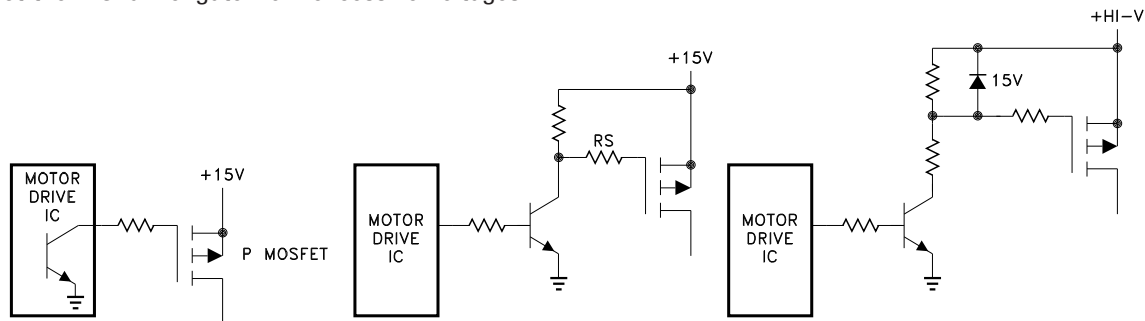 +HI-V
+15V
15V
RS
MOTOR
DRIVE
IC
+15V
P MOSFET
MOTOR
DRIVE
IC
MOTOR
DRIVE
IC